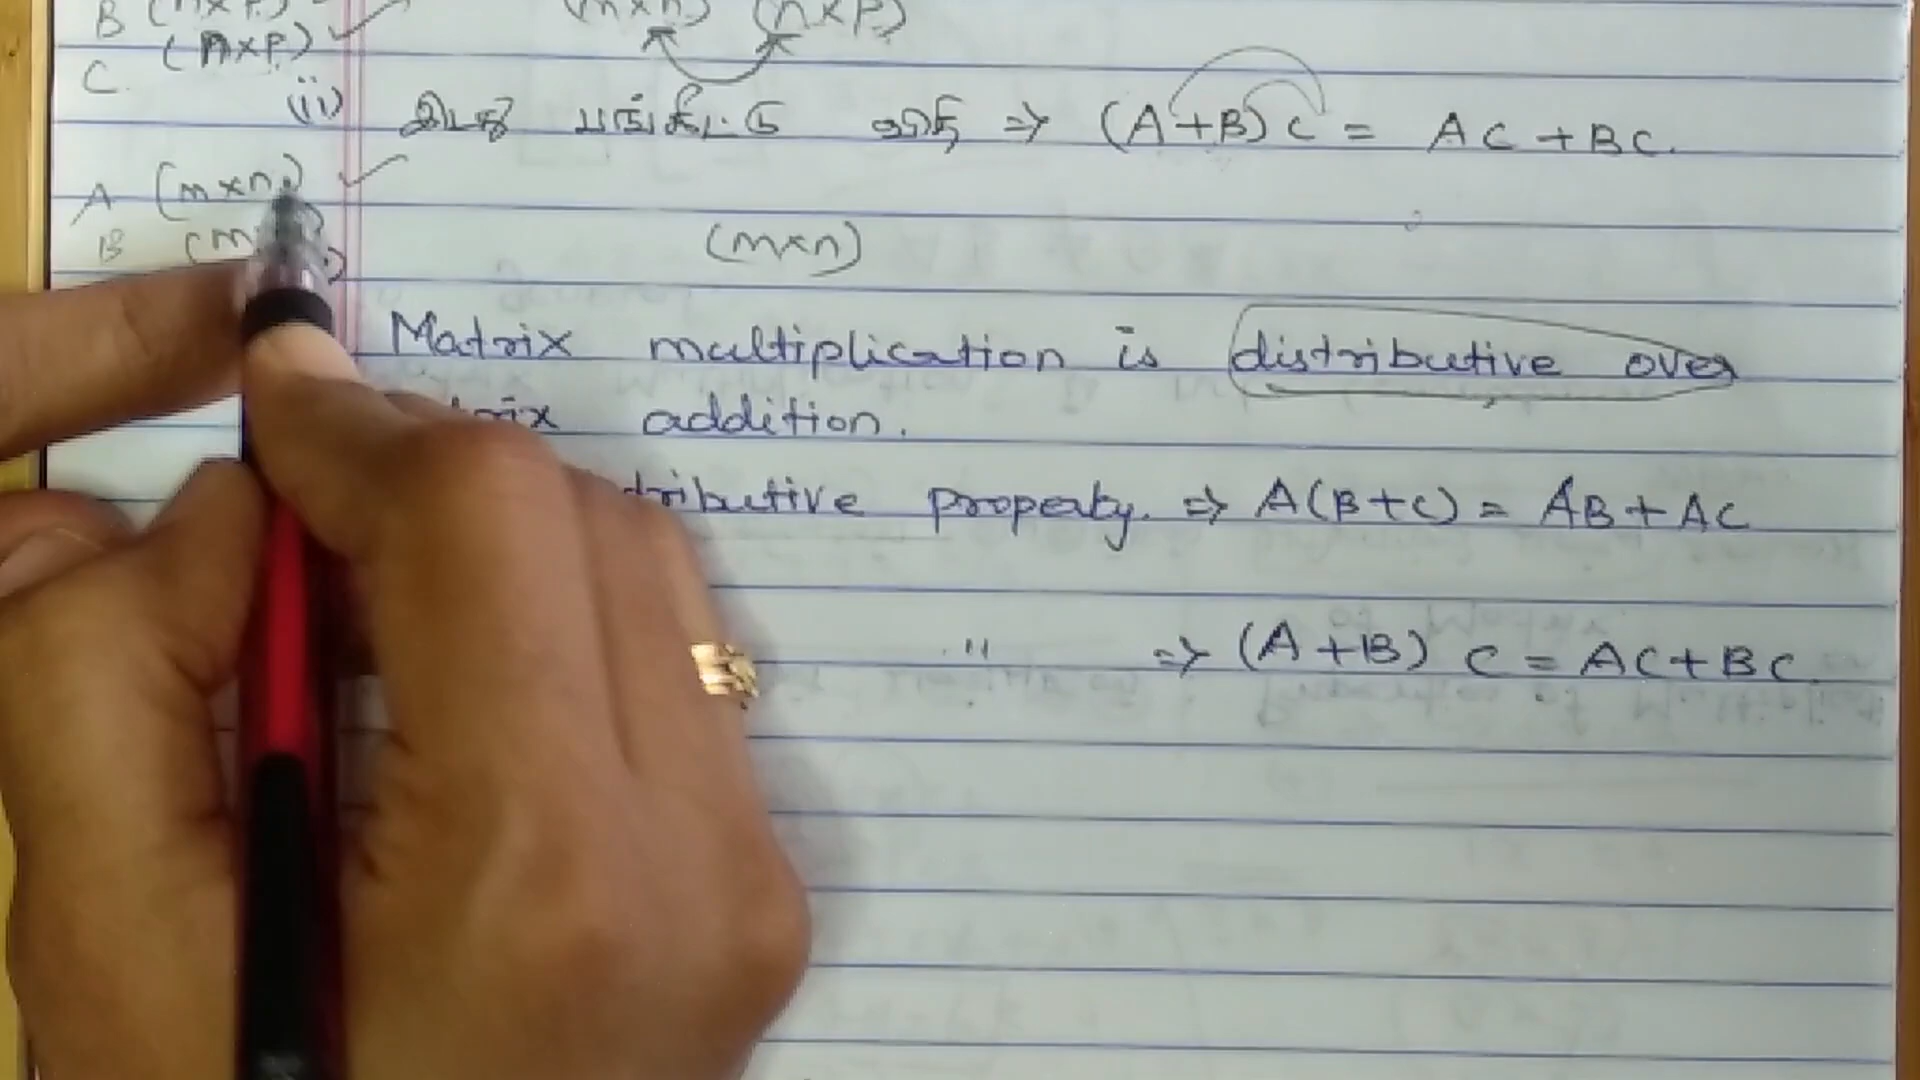 B (n×P)
(m×n) (n×P)
C (n×P)
(ii) இடது பங்கீட்டு விதி ⇒ (A+B)C = AC + BC.
A (m×n)
B (m
(m×n)
Matrix multiplication is distributive over
addition.
property. ⇒ A(B+C) = AB + AC
" ⇒ (A+B) C = AC+BC